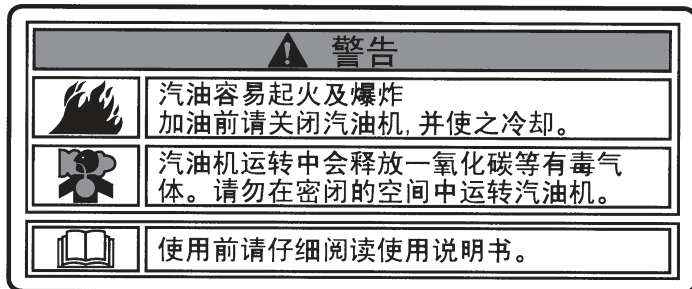 警告
汽油容易起火及爆炸
加油前请关闭汽油机,并使之冷却。
汽油机运转中会释放一氧化碳等有毒气
体。请勿在密闭的空间中运转汽油机。
使用前请仔细阅读使用说明书。